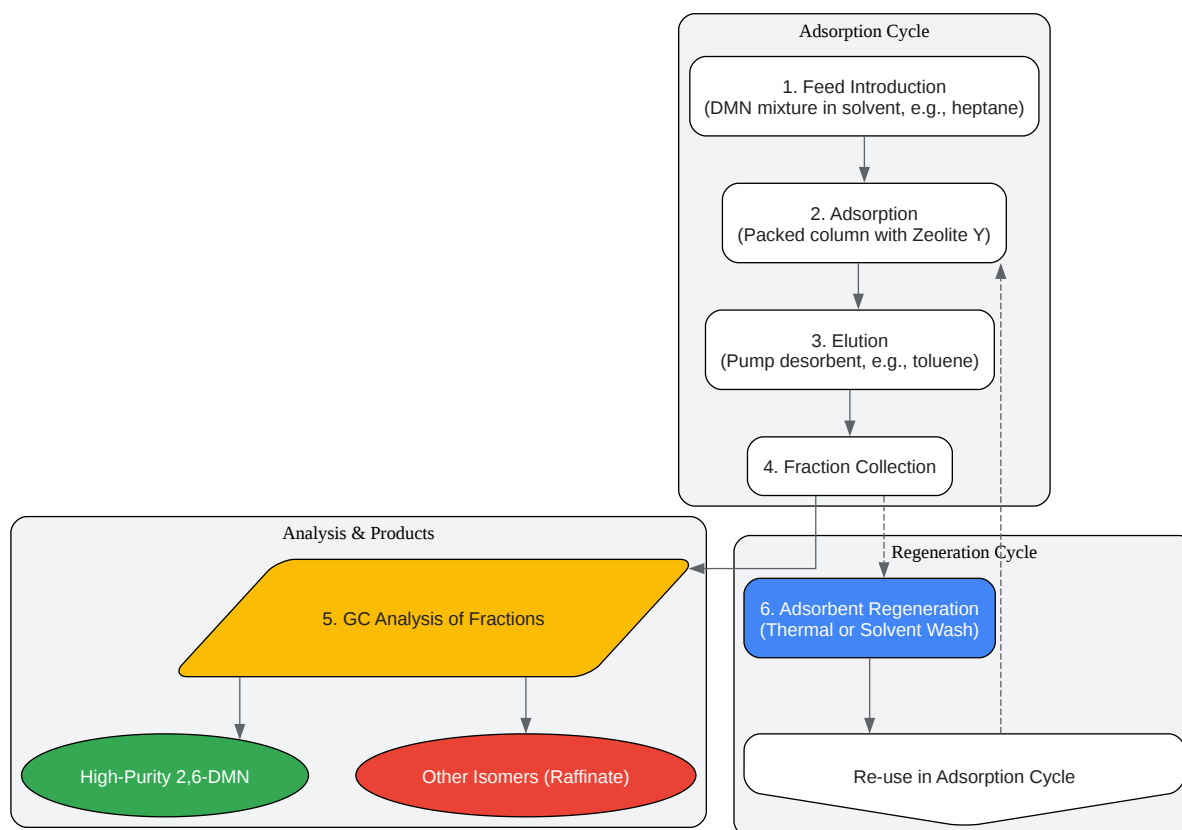 Adsorption Cycle
1. Feed Introduction
(DMN mixture in solvent, e.g., heptane)
2. Adsorption
(Packed column with Zeolite Y)
3. Elution
(Pump desorbent, e.g., toluene)
4. Fraction Collection
Analysis & Products
5. GC Analysis of Fractions
High-Purity 2,6-DMN
Other Isomers (Raffinate)
Regeneration Cycle
6. Adsorbent Regeneration
(Thermal or Solvent Wash)
Re-use in Adsorption Cycle